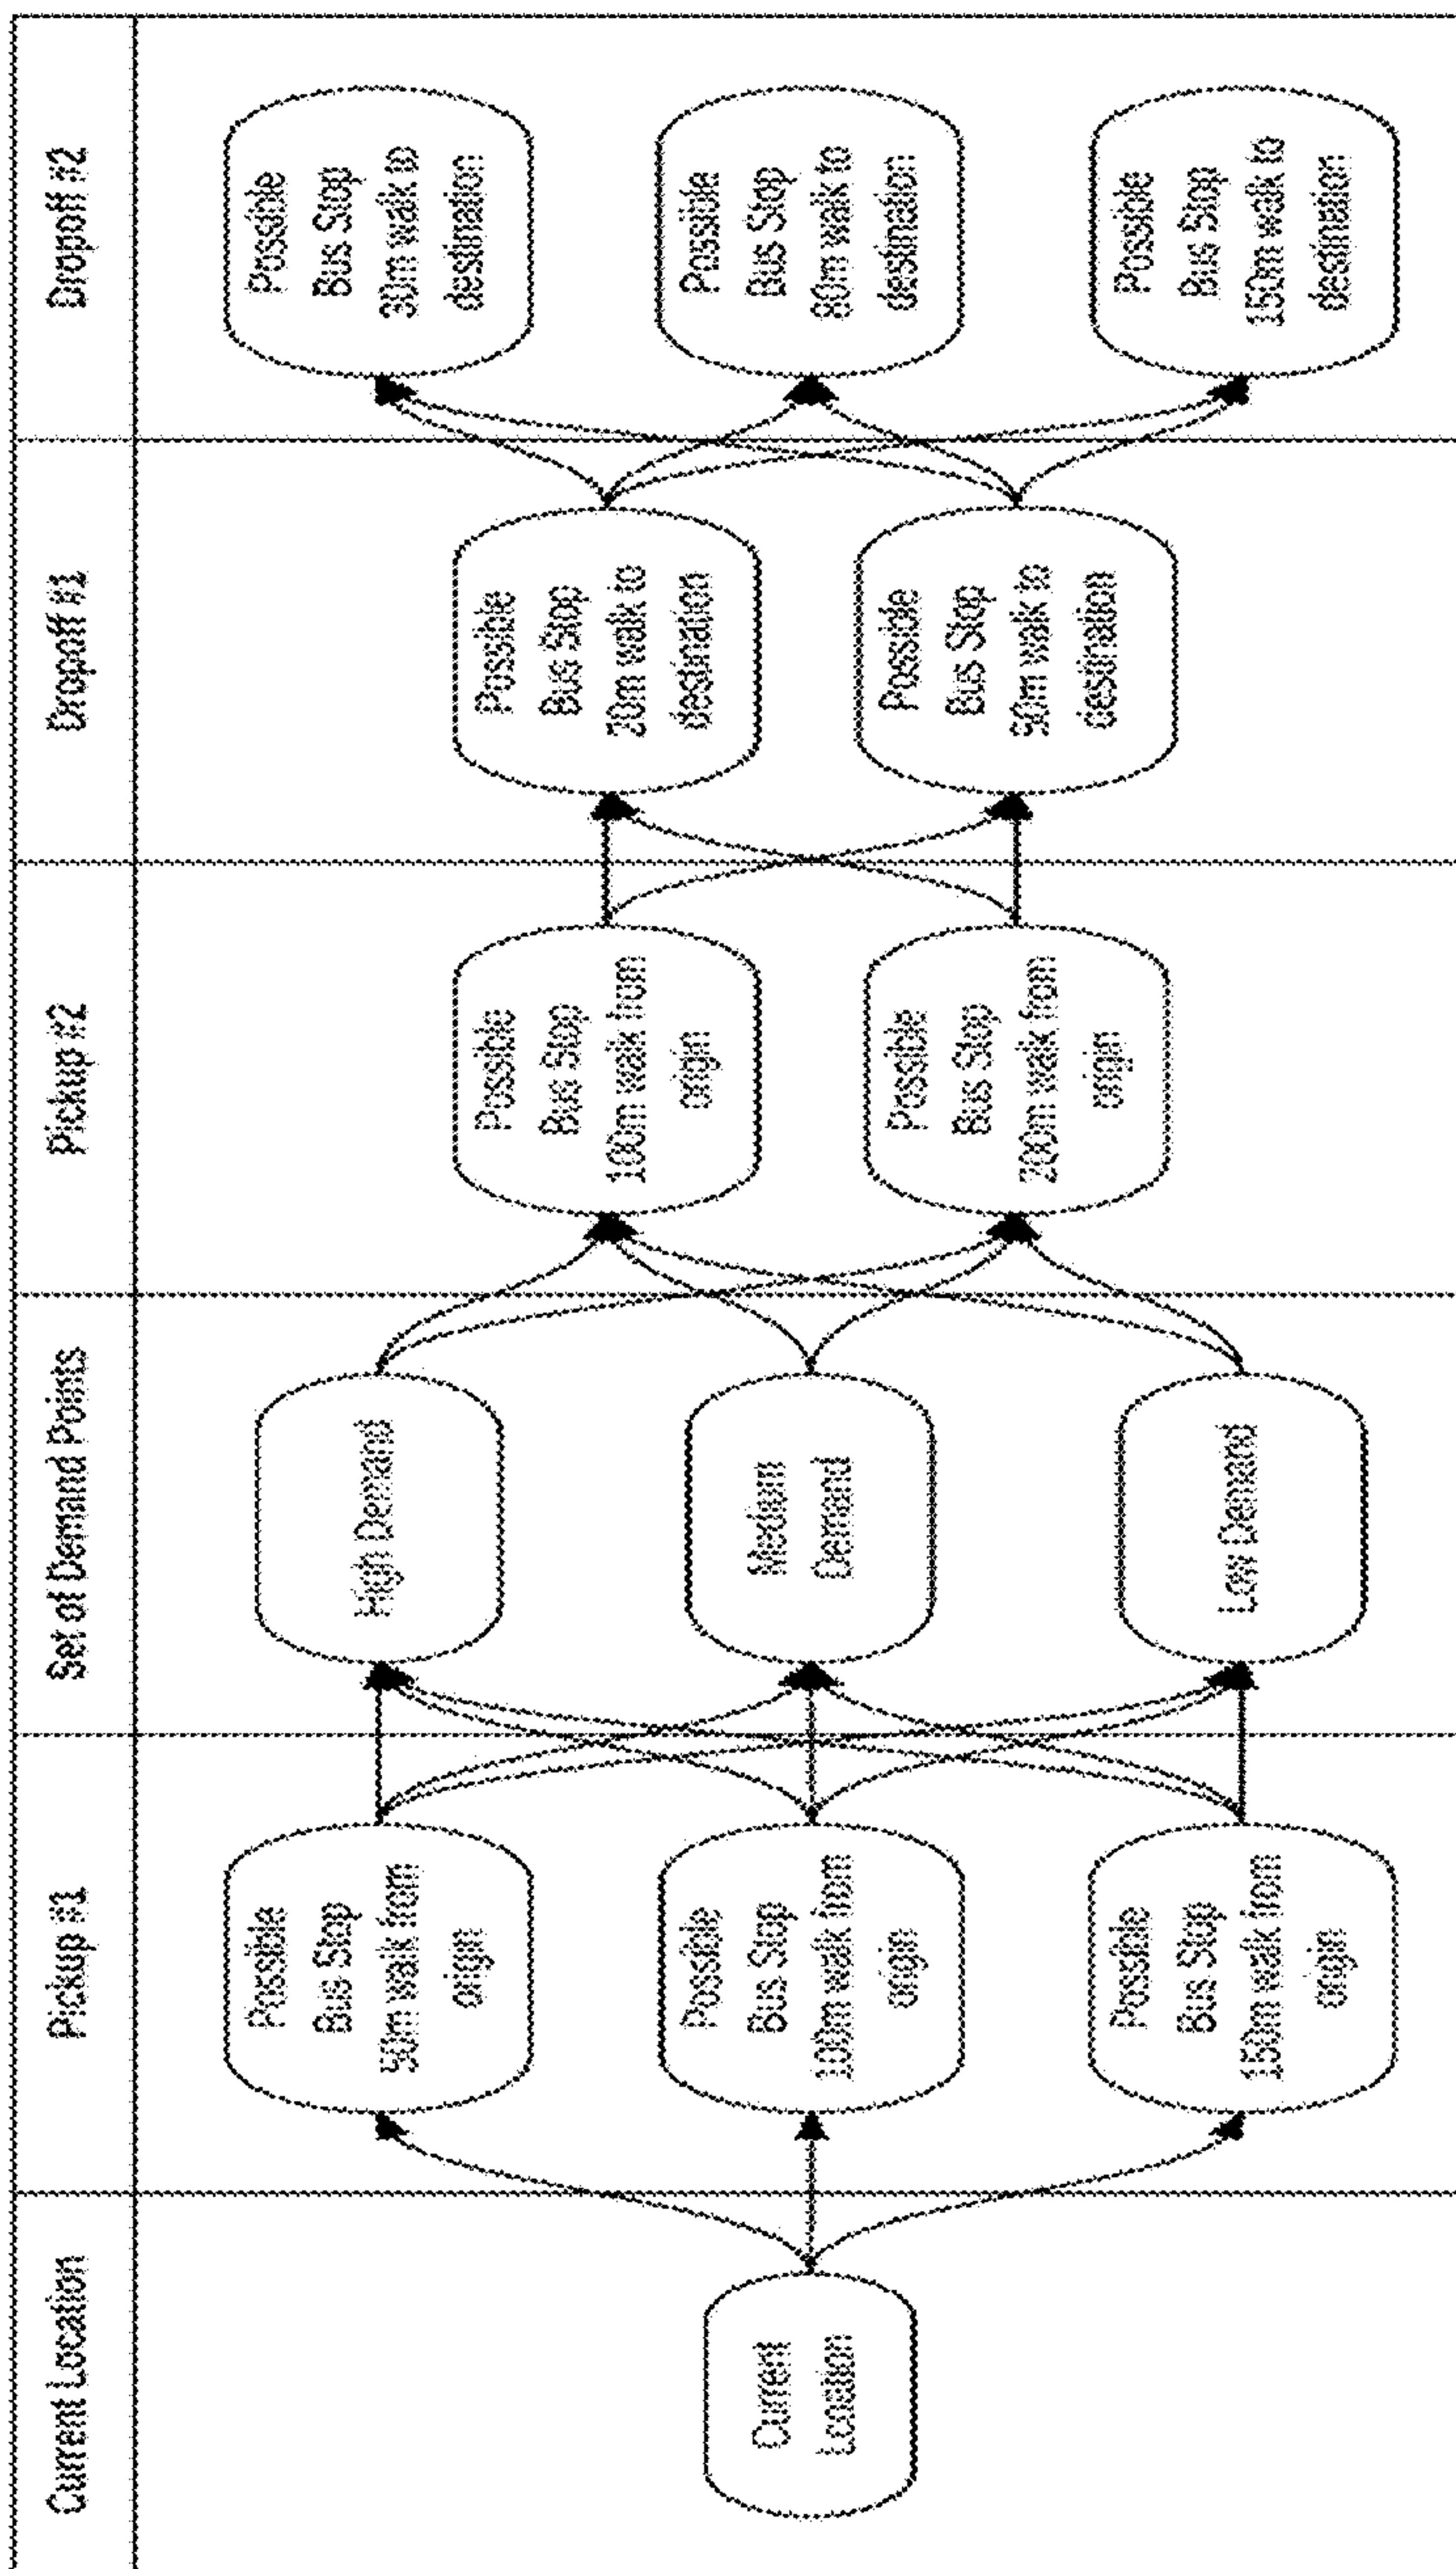 Current Location
Pickup #1
Set of Demand Points
Pickup #2
Dropoff #1
Dropoff #2
Current
Location
Possible
Bus Stop
50m walk from
origin
Possible
Bus Stop
100m walk from
origin
Possible
Bus Stop
150m walk from
origin
High Demand
Medium
Demand
Low Demand
Possible
Bus Stop
100m walk from
origin
Possible
Bus Stop
200m walk from
origin
Possible
Bus Stop
20m walk to
destination
Possible
Bus Stop
50m walk to
destination
Possible
Bus Stop
30m walk to
destination
Possible
Bus Stop
80m walk to
destination
Possible
Bus Stop
150m walk to
destination